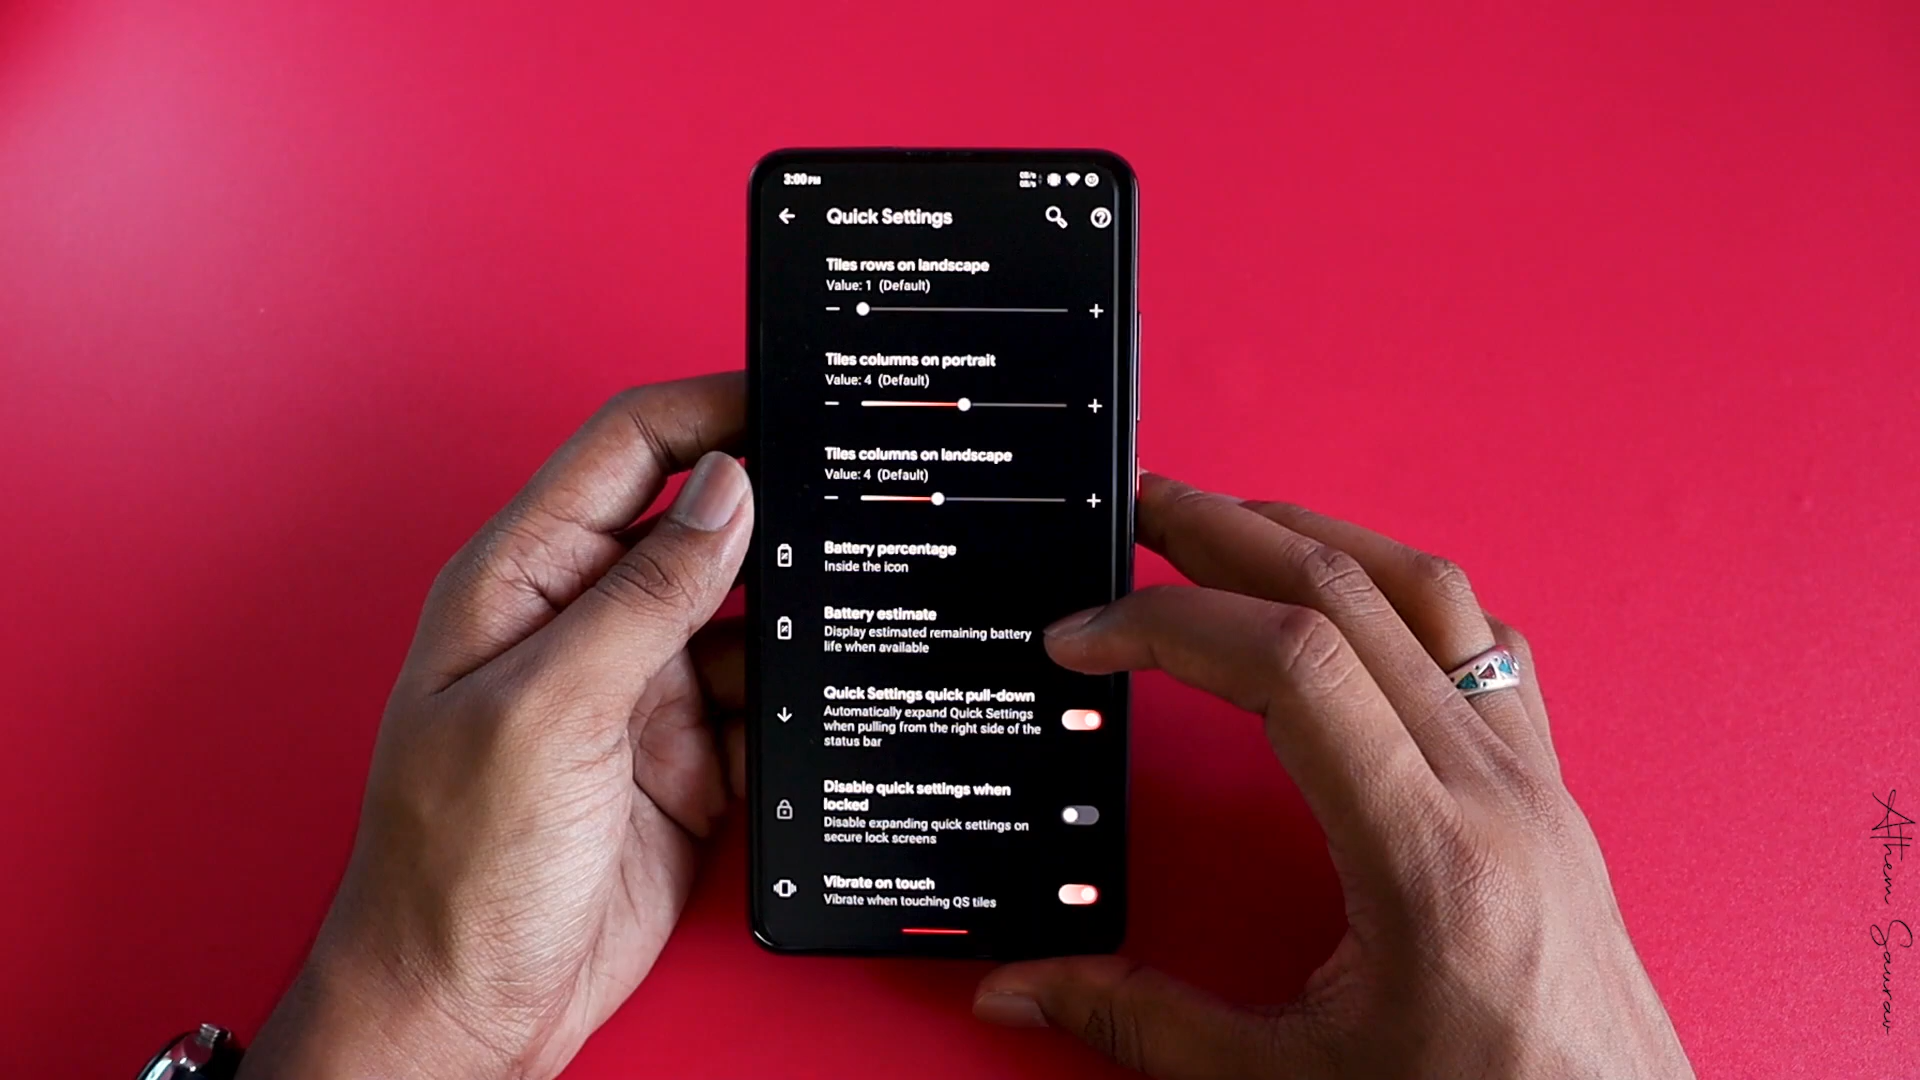 3:00PM
Quick Settings
Tiles rows on landscape
Value: 1 (Default)
Tiles columns on portrait
Value: 4 (Default)
Tiles columns on landscape
Value: 4 (Default)
Battery percentage
Inside the icon
Battery estimate
Display estimated remaining battery
life when available
Quick Settings quick pull-down
Automatically expand Quick Settings
when pulling from the right side of the
status bar
Disable quick settings when
locked
Disable expanding quick settings on
secure lock screens
Vibrate on touch
Vibrate when touching QS tiles
Athem Saurav